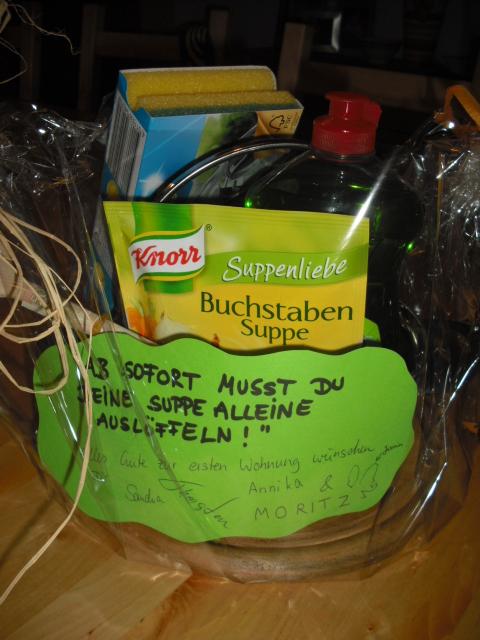 Knorr
Suppenliebe
Buchstaben
Suppe
"AB SOFORT MUSST DU
DEINE SUPPE ALLEINE
AUSLÖFFELN!"
Alles Gute zur ersten Wohnung wünschen
Sandra
Annika &
MORITZ